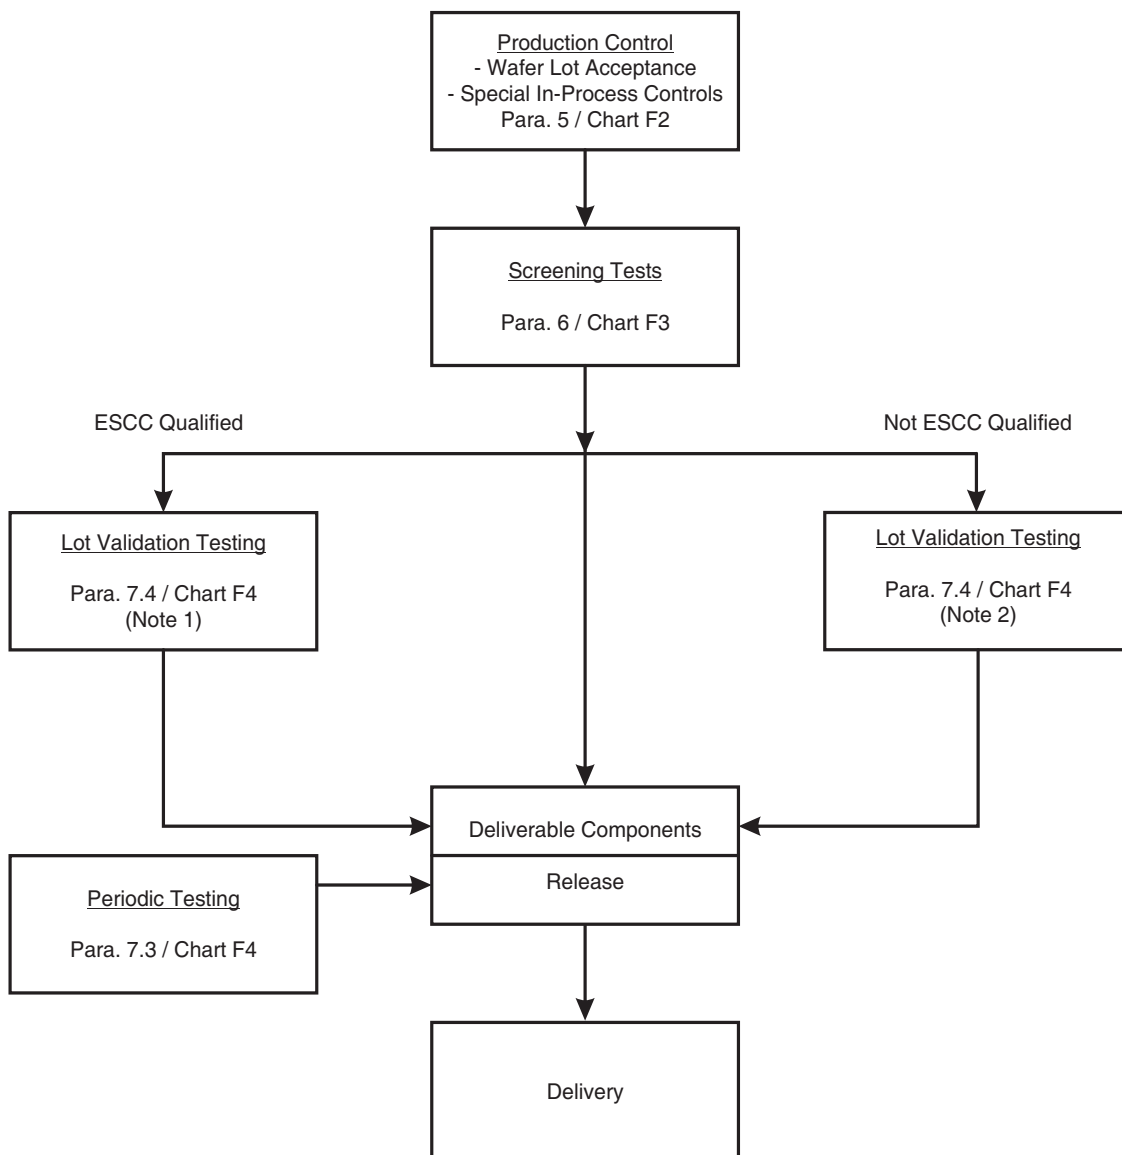 Production Control
- Wafer Lot Acceptance
- Special In-Process Controls
Para. 5 / Chart F2
Screening Tests
Para. 6 / Chart F3
ESCC Qualified
Not ESCC Qualified
Lot Validation Testing
Para. 7.4 / Chart F4
(Note 1)
Lot Validation Testing
Para. 7.4 / Chart F4
(Note 2)
Deliverable Components
Release
Periodic Testing
Para. 7.3 / Chart F4
Delivery